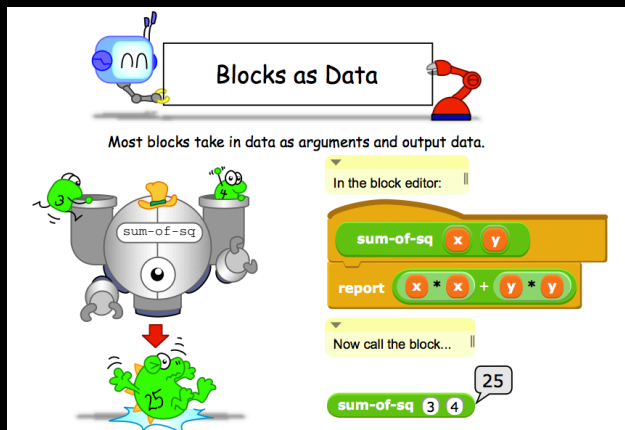 Blocks as Data
Most blocks take in data as arguments and output data.
3
4
sum-of-sq
25
In the block editor:
sum-of-sq x y
report x * x + y * y
Now call the block...
25
sum-of-sq 3 4